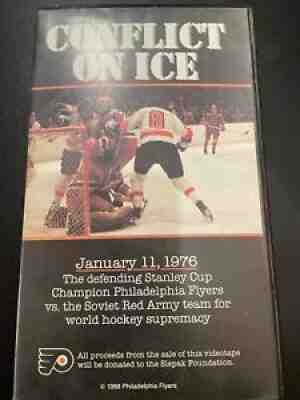 CONFLICT
ON ICE
January 11, 1976
The defending Stanley Cup
Champion Philadelphia Flyers
vs. the Soviet Red Army team for
world hockey supremacy
All proceeds from the sale of this videotape
will be donated to the Slepak Foundation.
© 1988 Philadelphia Flyers